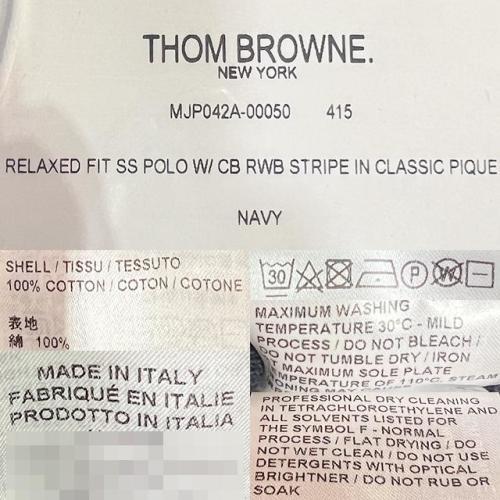 THOM BROWNE.
NEW YORK
MJP042A-00050 415
RELAXED FIT SS POLO W/ CB RWB STRIPE IN CLASSIC PIQUE
NAVY
SHELL / TISSU / TESSUTO
100% COTTON / COTON / COTONE
表地
綿 100%
MADE IN ITALY
FABRIQUÉ EN ITALIE
PRODOTTO IN ITALIA
30 P W
MAXIMUM WASHING
TEMPERATURE 30°C - MILD
PROCESS / DO NOT BLEACH /
DO NOT TUMBLE DRY / IRON
AT MAXIMUM SOLE PLATE
TEMPERATURE OF 110°C, STEAM
PROFESSIONAL DRY CLEANING
IN TETRACHLOROETHYLENE AND
ALL SOLVENTS LISTED FOR
THE SYMBOL F - NORMAL
PROCESS / FLAT DRYING / DO
NOT WET CLEAN / DO NOT USE
DETERGENTS WITH OPTICAL
BRIGHTNER / DO NOT RUB OR
SOAK